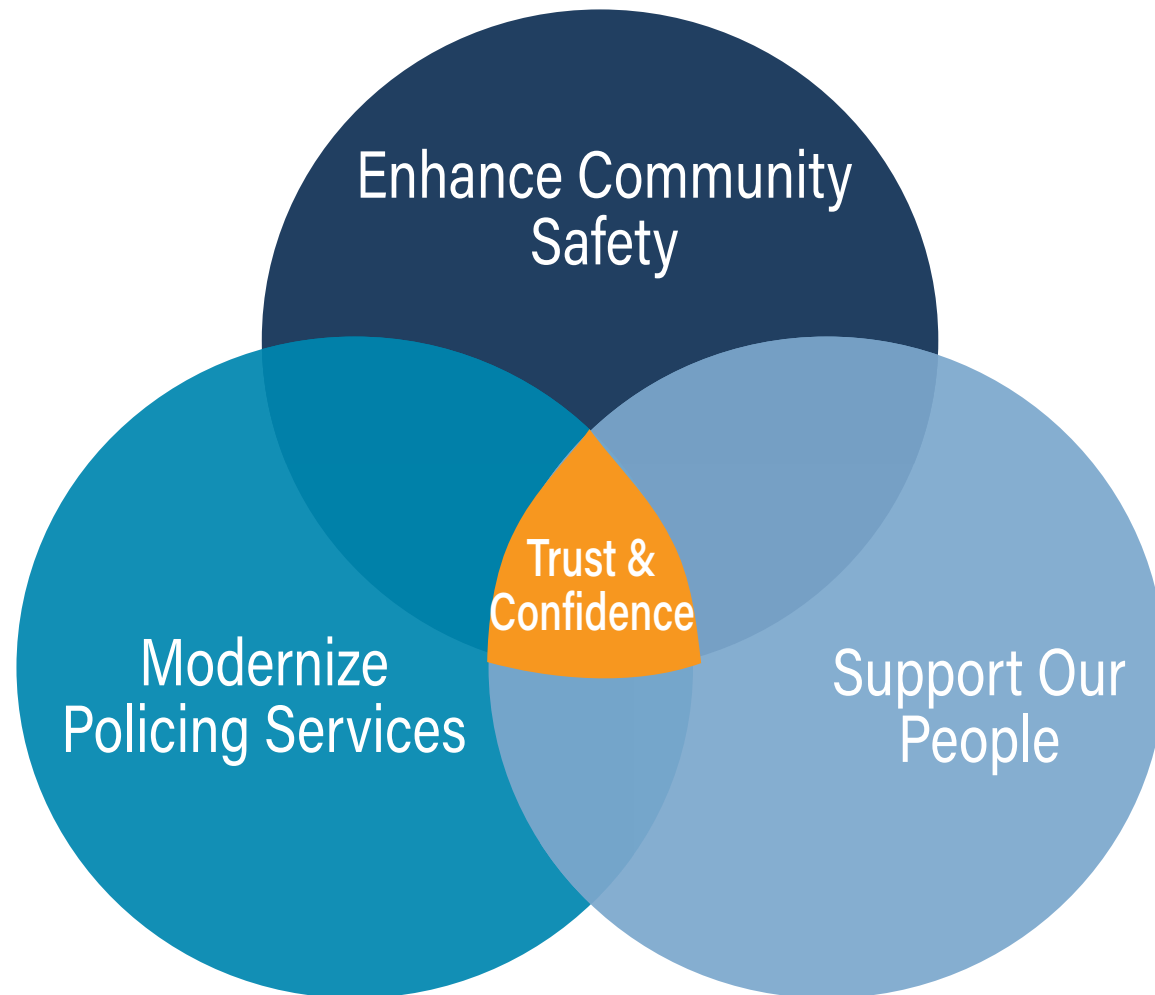 Enhance Community
Safety
Trust &
Confidence
Modernize
Policing Services
Support Our
People